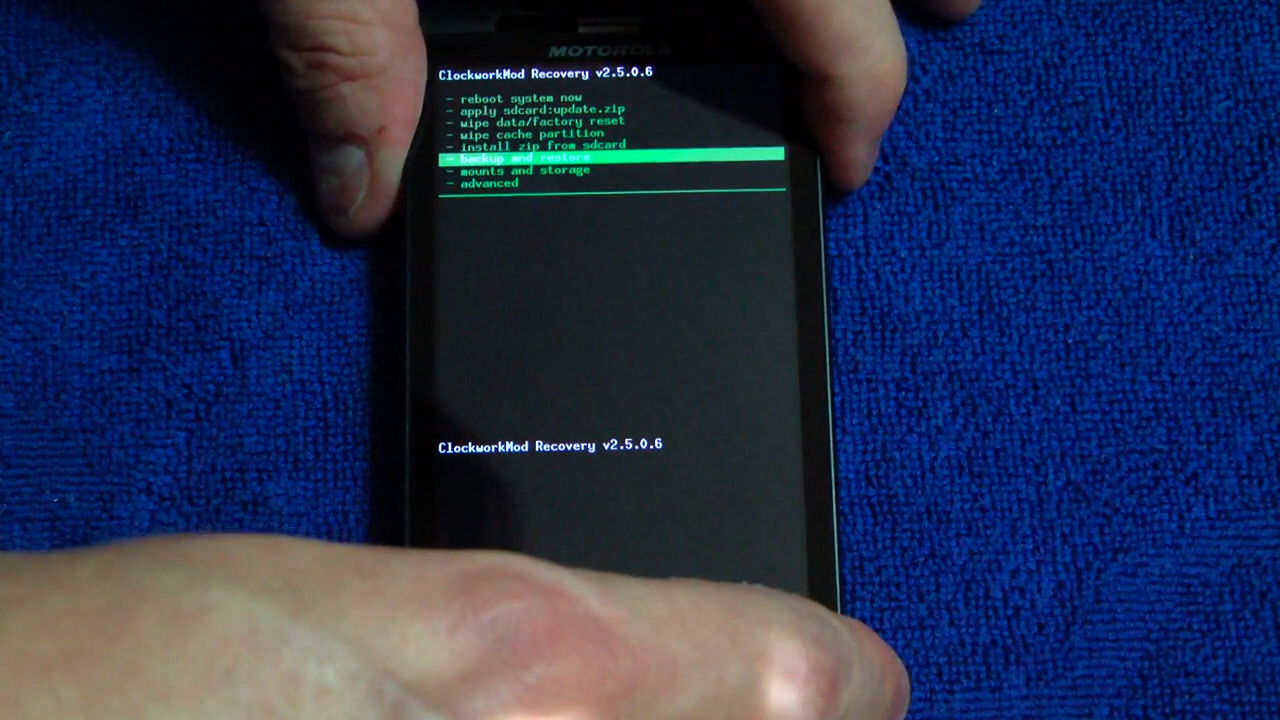 MOTOROLA
ClockworkMod Recovery v2.5.0.6
- reboot system now
- apply sdcard:update.zip
- wipe data/factory reset
- wipe cache partition
- install zip from sdcard
- backup and restore
- mounts and storage
- advanced
ClockworkMod Recovery v2.5.0.6